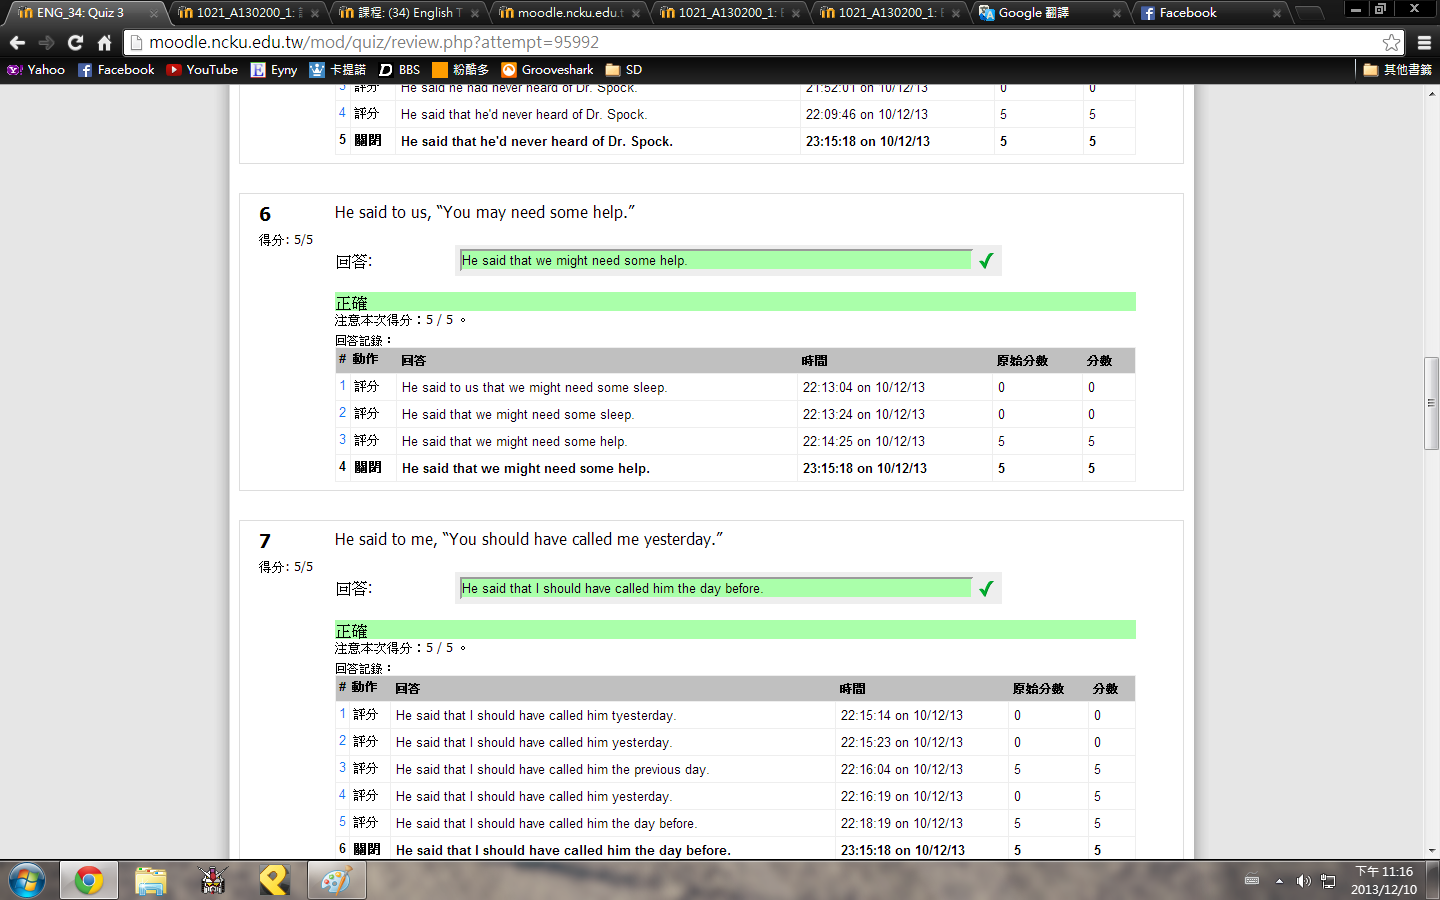 ENG_34: Quiz 3
1021_A130200_1:
課程: (34) English T
moodle.ncku.edu.t
1021_A130200_1: E
1021_A130200_1: E
Google 翻譯
Facebook
moodle.ncku.edu.tw/mod/quiz/review.php?attempt=95992
Yahoo
Facebook
YouTube
Eyny
卡提諾
BBS
粉酷多
Grooveshark
SD
其他書籤
3 評分 He said he had never heard of Dr. Spock. 21:52:01 on 10/12/13 0 0
4 評分 He said that he'd never heard of Dr. Spock. 22:09:46 on 10/12/13 5 5
5 關閉 He said that he'd never heard of Dr. Spock. 23:15:18 on 10/12/13 5 5
6 He said to us, “You may need some help.”
得分: 5/5
回答: He said that we might need some help.
正確
注意本次得分：5 / 5 。
回答記錄：
# 動作 回答 時間 原始分數 分數
1 評分 He said to us that we might need some sleep. 22:13:04 on 10/12/13 0 0
2 評分 He said that we might need some sleep. 22:13:24 on 10/12/13 0 0
3 評分 He said that we might need some help. 22:14:25 on 10/12/13 5 5
4 關閉 He said that we might need some help. 23:15:18 on 10/12/13 5 5
7 He said to me, “You should have called me yesterday.”
得分: 5/5
回答: He said that I should have called him the day before.
正確
注意本次得分：5 / 5 。
回答記錄：
# 動作 回答 時間 原始分數 分數
1 評分 He said that I should have called him tyesterday. 22:15:14 on 10/12/13 0 0
2 評分 He said that I should have called him yesterday. 22:15:23 on 10/12/13 0 0
3 評分 He said that I should have called him the previous day. 22:16:04 on 10/12/13 5 5
4 評分 He said that I should have called him yesterday. 22:16:19 on 10/12/13 0 5
5 評分 He said that I should have called him the day before. 22:18:19 on 10/12/13 5 5
6 關閉 He said that I should have called him the day before. 23:15:18 on 10/12/13 5 5
下午 11:16
2013/12/10